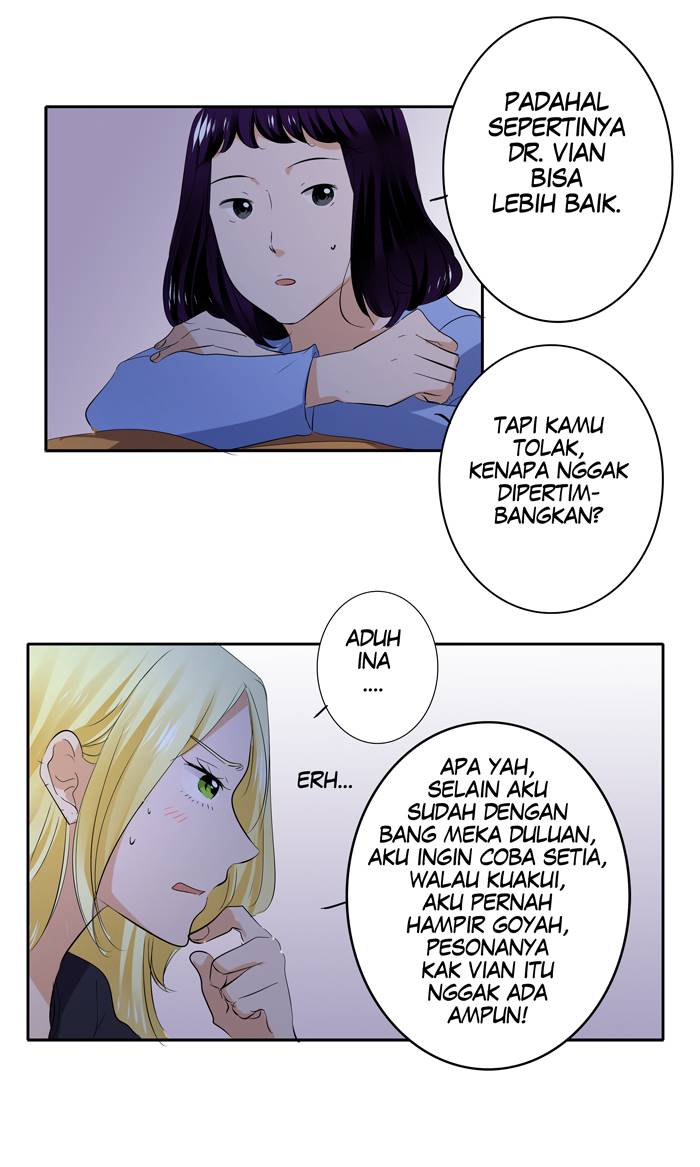 PADAHAL
SEPERTINYA
DR. VIAN
BISA
LEBIH BAIK.
TAPI KAMU
TOLAK,
KENAPA NGGAK
DIPERTIM-
BANGKAN?
ADUH
INA
....
ERH...
APA YAH,
SELAIN AKU
SUDAH DENGAN
BANG MEKA DULUAN,
AKU INGIN COBA SETIA,
WALAU KUAKUI,
AKU PERNAH
HAMPIR GOYAH,
PESONANYA
KAK VIAN ITU
NGGAK ADA
AMPUN!